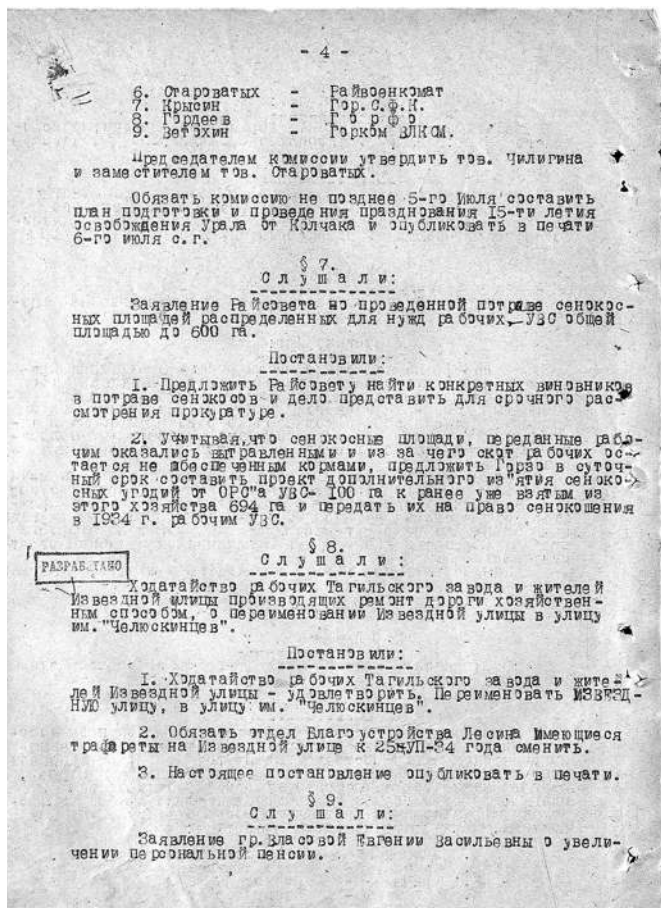 - 4 -
6. Староватых - Райвоенкомат
7. Крысин - Гор.С.Ф.К.
8. Гордеев - Г о р ф о
9. Ветохин - Горком ВЛКСМ.
Председателем комиссии утвердить тов. Чилигина
и заместителем тов. Староватых.
Обязать комиссию не позднее 5-го Июля составить
план подготовки и проведения празднования 15-ти летия
освобождения Урала от Колчака и опубликовать в печати
6-го июля с.г.
§ 7.
С л у ш а л и:
Заявление Райсовета по проведенной потраве сенокос-
ных площадей распределенных для нужд рабочих УВС общей
площадью до 600 га.
Постановили:
I. Предложить Райсовету найти конкретных виновников
в потраве сенокосов и дело представить для срочного рас-
смотрения прокуратуре.
2. Учитывая,что сенокосные площади, переданные рабо-
чим оказались вытравленными и из за чего скот рабочих ос-
тается не обеспеченным кормами, предложить Горзо в суточ-
ный срок составить проект дополнительного из"ятия сеноко-
сных угодий от ОРС"а УВС- 100 га к ранее уже взятым из
этого хозяйства 694 га и передать их на право сенокошения
в 1934 г. рабочим УВС.
§ 8.
С л у ш а л и :
РАЗРАБОТАНО
Ходатайство рабочих Тагильского завода и жителей
Извездной улицы производящих ремонт дороги хозяйствен-
ным способом, о переименовании Извездной улицы в улицу
им."Челюскинцев".
Постановили:
I. Ходатайство рабочих Тагильского завода и жите-
лей Извездной улицы - удовлетворить. Переименовать ИЗВЕЗД-
НУЮ улицу, в улицу им. "Челюскинцев".
2. Обязать отдел Благоустройства Лесина Имеющиеся
трафареты на Извездной улице к 25-УП-34 года сменить.
3. Настоящее постановление опубликовать в печати.
§ 9.
С л у ш а л и:
Заявление гр.Власовой Евгении Васильевны о увели-
чении персональной пенсии.